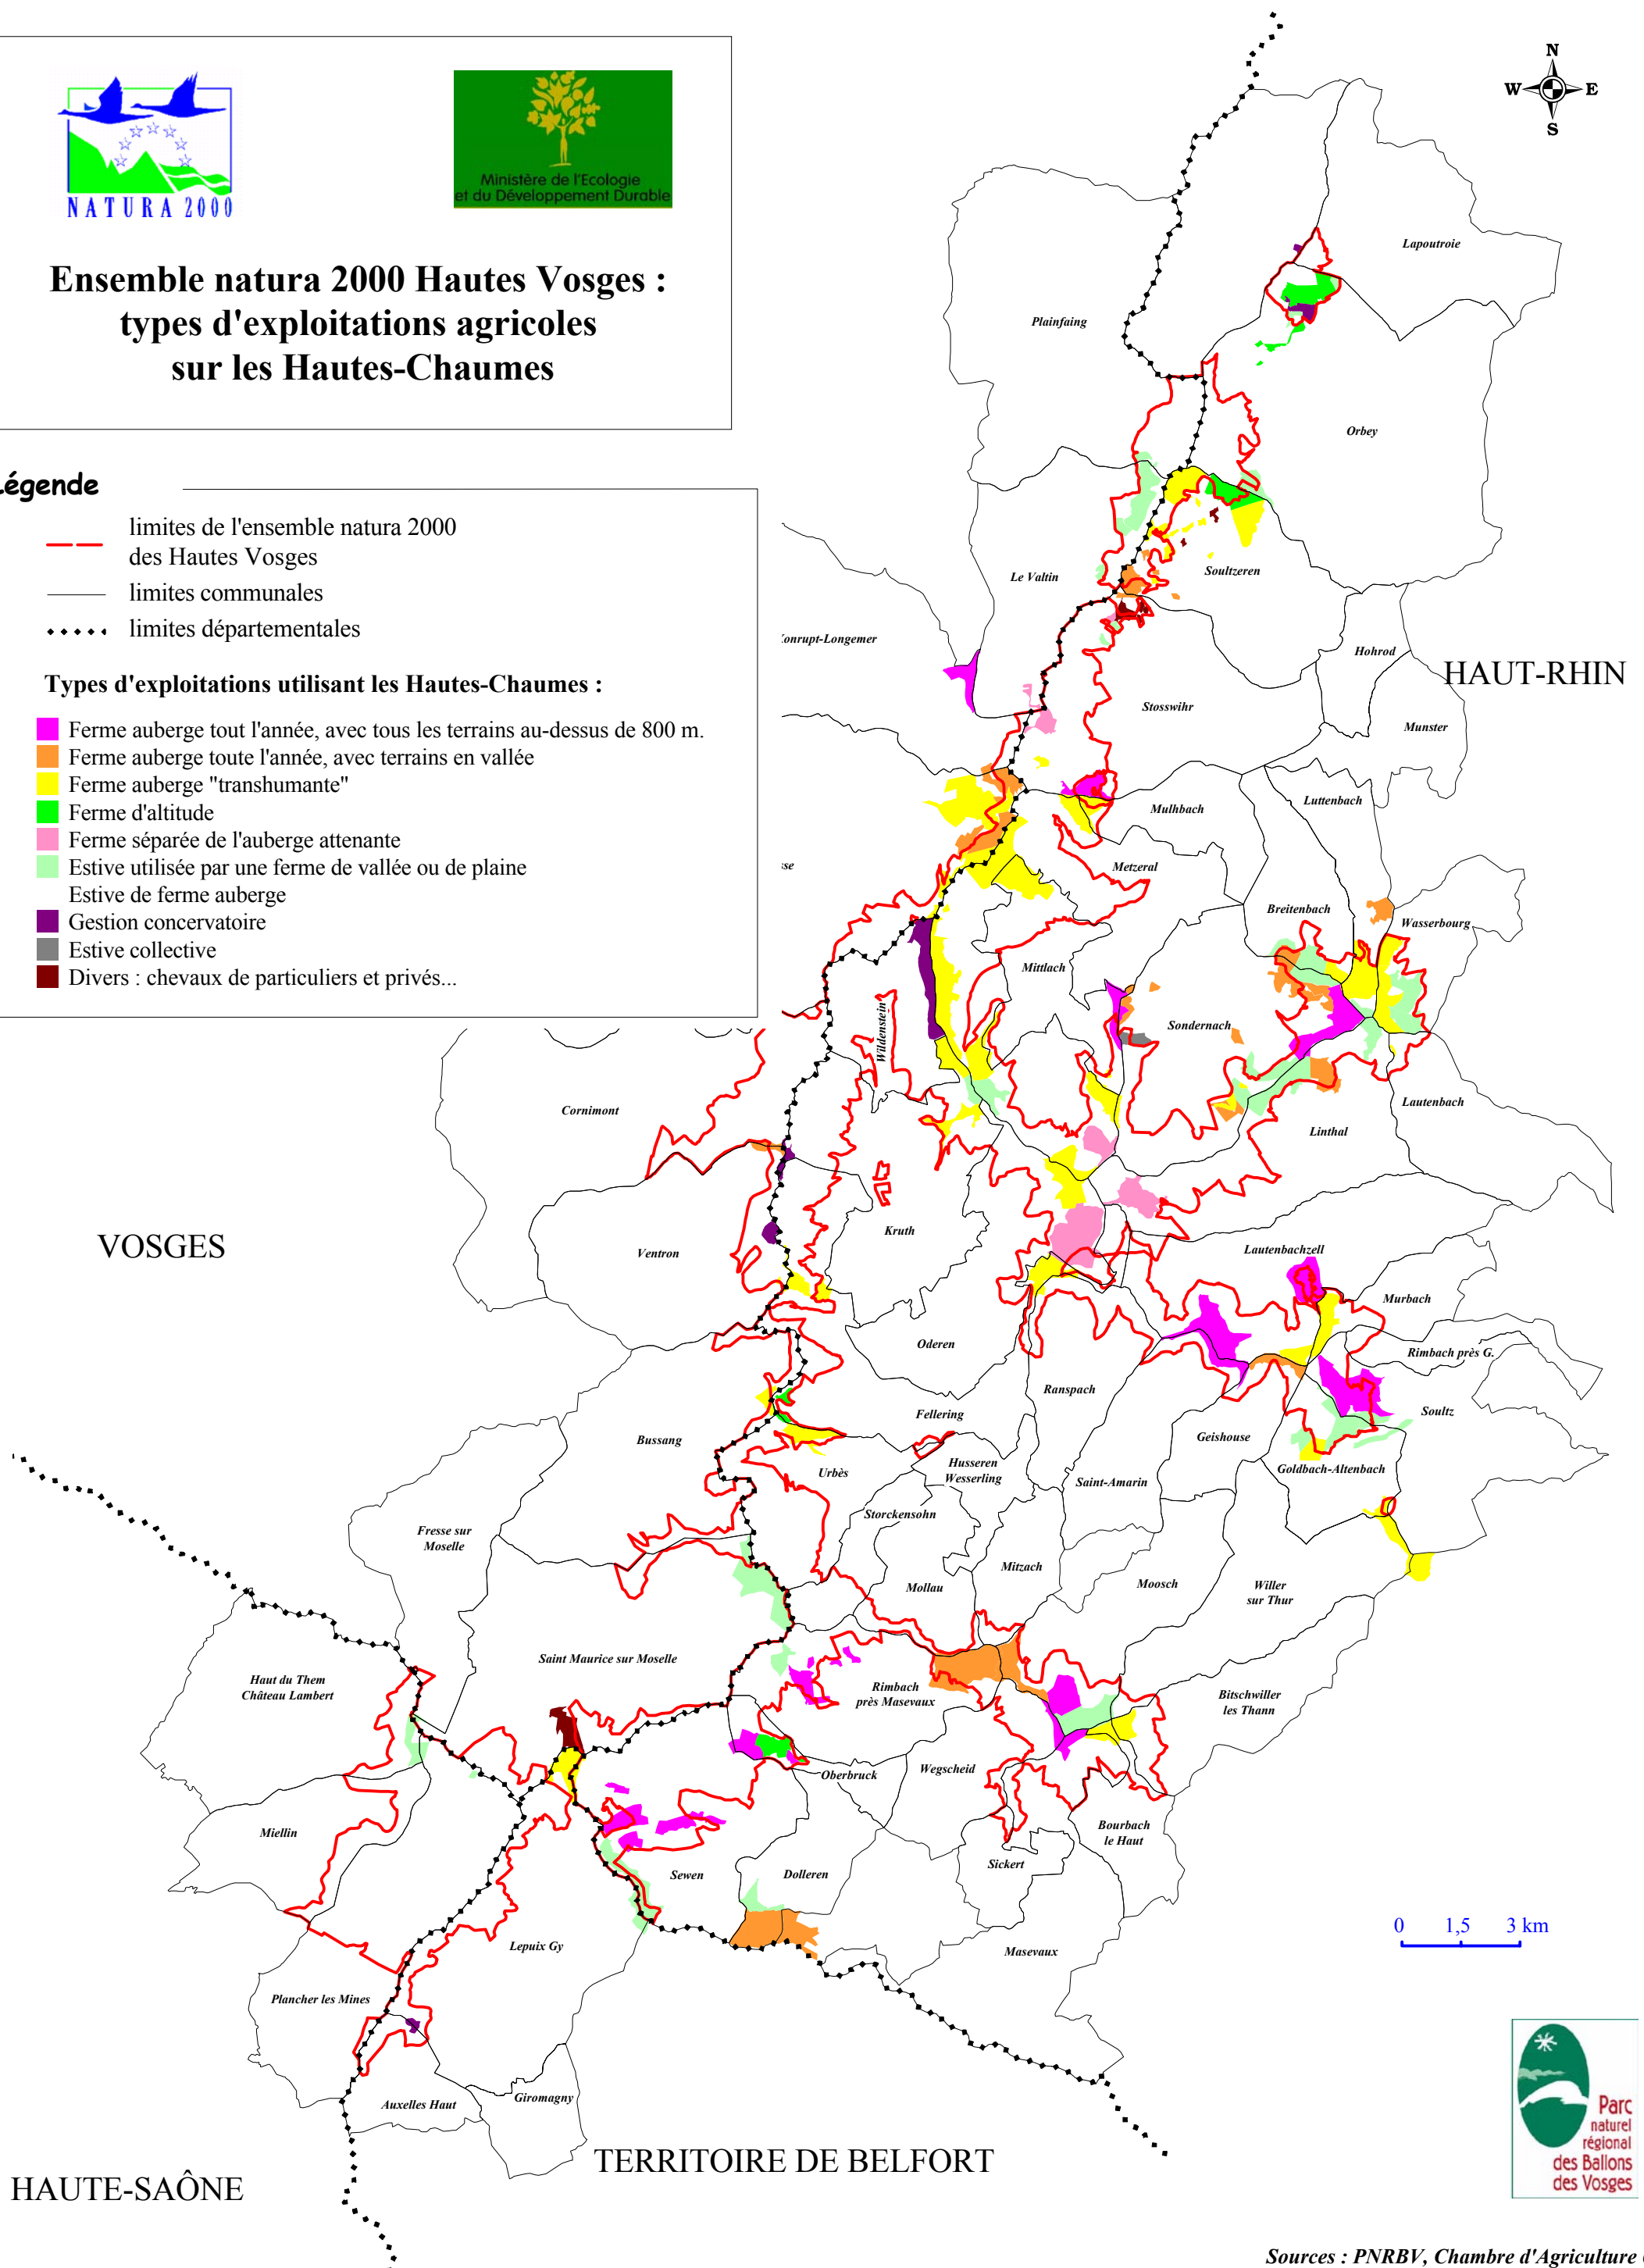 NATURA 2000
Ministère de l'Ecologie
et du Développement Durable
Ensemble natura 2000 Hautes Vosges :
types d'exploitations agricoles
sur les Hautes-Chaumes
N
W E
S
Légende
limites de l'ensemble natura 2000
des Hautes Vosges
limites communales
limites départementales
Types d'exploitations utilisant les Hautes-Chaumes :
Ferme auberge tout l'année, avec tous les terrains au-dessus de 800 m.
Ferme auberge toute l'année, avec terrains en vallée
Ferme auberge "transhumante"
Ferme d'altitude
Ferme séparée de l'auberge attenante
Estive utilisée par une ferme de vallée ou de plaine
Estive de ferme auberge
Gestion concervatoire
Estive collective
Divers : chevaux de particuliers et privés...
Lapoutroie
Plainfaing
Orbey
Le Valtin
Soultzeren
onrupt-Longemer
Hohrod
HAUT-RHIN
Stosswihr
Munster
Mulhbach
Luttenbach
sse
Metzeral
Breitenbach
Wasserbourg
Mittlach
Wildenstein
Sondernach
Cornimont
Lautenbach
Linthal
VOSGES
Ventron
Kruth
Lautenbachzell
Murbach
Oderen
Rimbach près G.
Ranspach
Fellering
Soultz
Bussang
Geishouse
Urbès
Husseren
Wesserling
Saint-Amarin
Goldbach-Altenbach
Storckensohn
Fresse sur
Moselle
Mitzach
Mollau
Moosch
Willer
sur Thur
Saint Maurice sur Moselle
Haut du Them
Château Lambert
Rimbach
près Masevaux
Bitschwiller
les Thann
Oberbruck
Wegscheid
Miellin
Bourbach
le Haut
Sewen
Dolleren
Sickert
0 1,5 3 km
Lepuix Gy
Masevaux
Plancher les Mines
Auxelles Haut
Giromagny
TERRITOIRE DE BELFORT
HAUTE-SAÔNE
Parc
naturel
régional
des Ballons
des Vosges
Sources : PNRBV, Chambre d'Agriculture